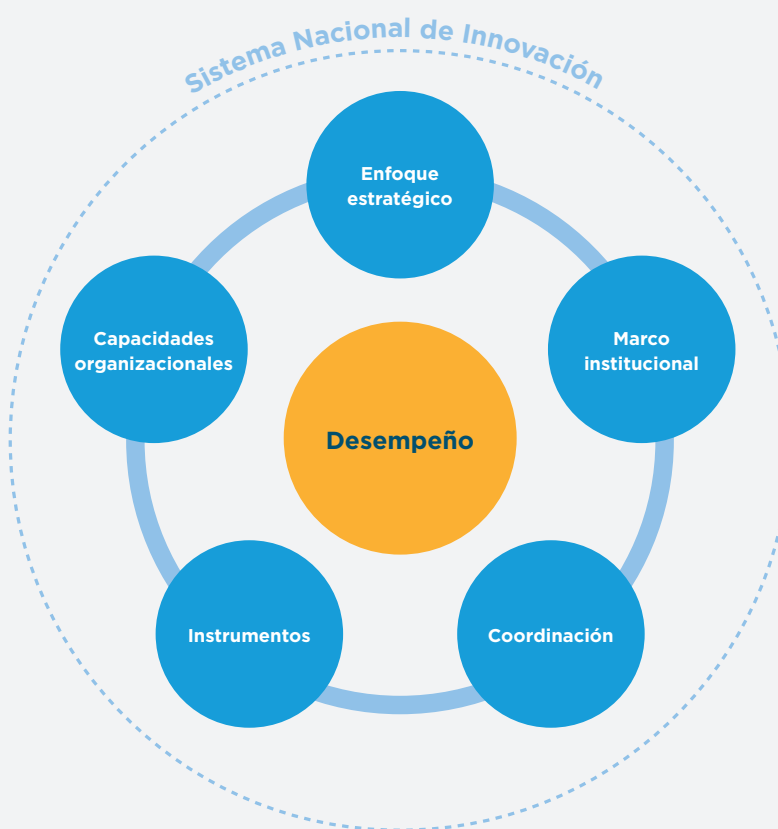 Sistema Nacional de Innovación
Enfoque
estratégico
Capacidades
organizacionales
Marco
institucional
Desempeño
Instrumentos
Coordinación